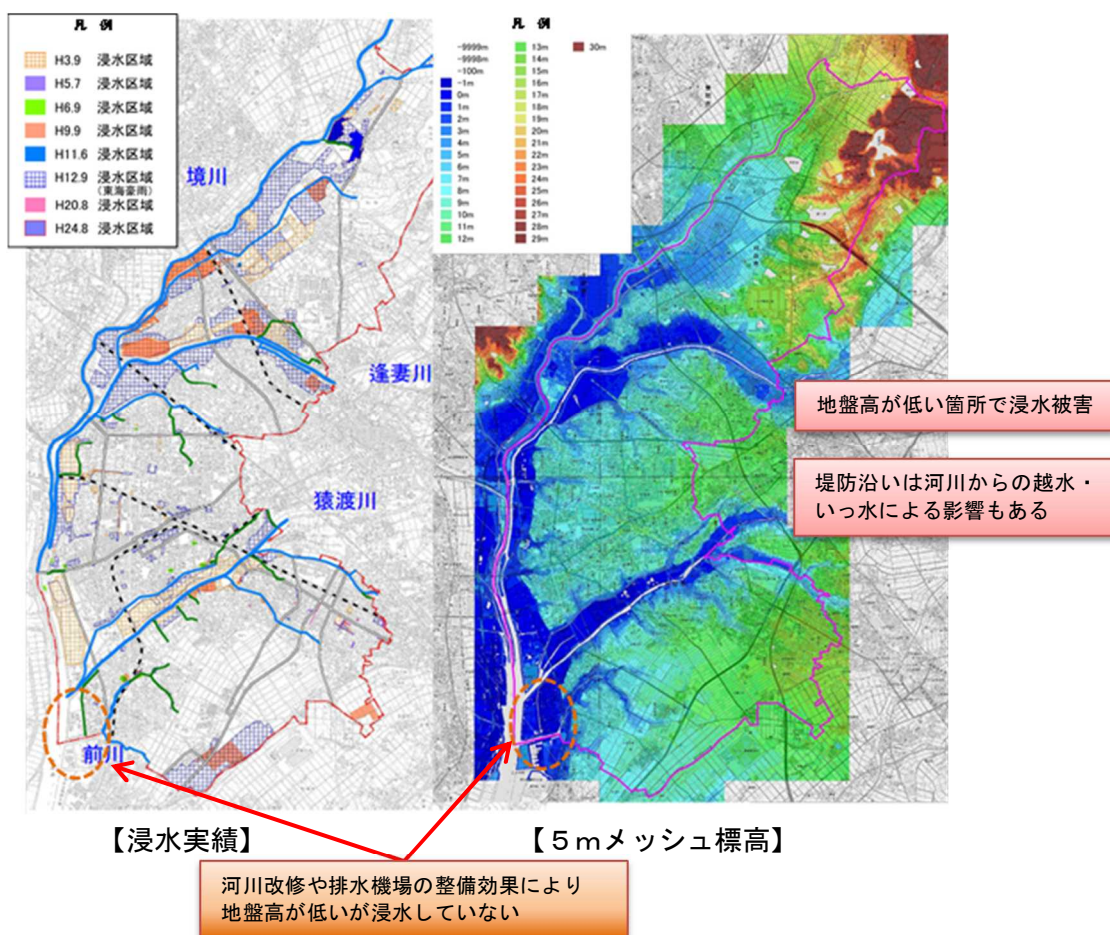 凡 例
H3.9 浸水区域
H5.7 浸水区域
H6.9 浸水区域
H9.9 浸水区域
H11.6 浸水区域
H12.9 浸水区域
(東海豪雨)
H20.8 浸水区域
H24.8 浸水区域
境川
逢妻川
猿渡川
前川
【浸水実績】
凡 例
-9999m
-9998m
-100m
-1m
0m
1m
2m
3m
4m
5m
6m
7m
8m
9m
10m
11m
12m
13m
14m
15m
16m
17m
18m
19m
20m
21m
22m
23m
24m
25m
26m
27m
28m
29m
30m
【５ｍメッシュ標高】
地盤高が低い箇所で浸水被害
堤防沿いは河川からの越水・
いっ水による影響もある
河川改修や排水機場の整備効果により
地盤高が低いが浸水していない